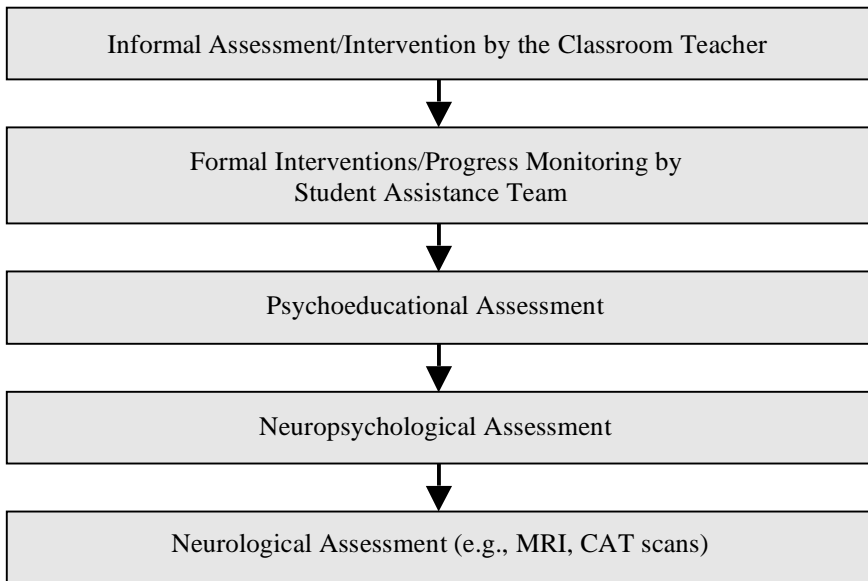 Informal Assessment/Intervention by the Classroom Teacher
Formal Interventions/Progress Monitoring by
Student Assistance Team
Psychoeducational Assessment
Neuropsychological Assessment
Neurological Assessment (e.g., MRI, CAT scans)